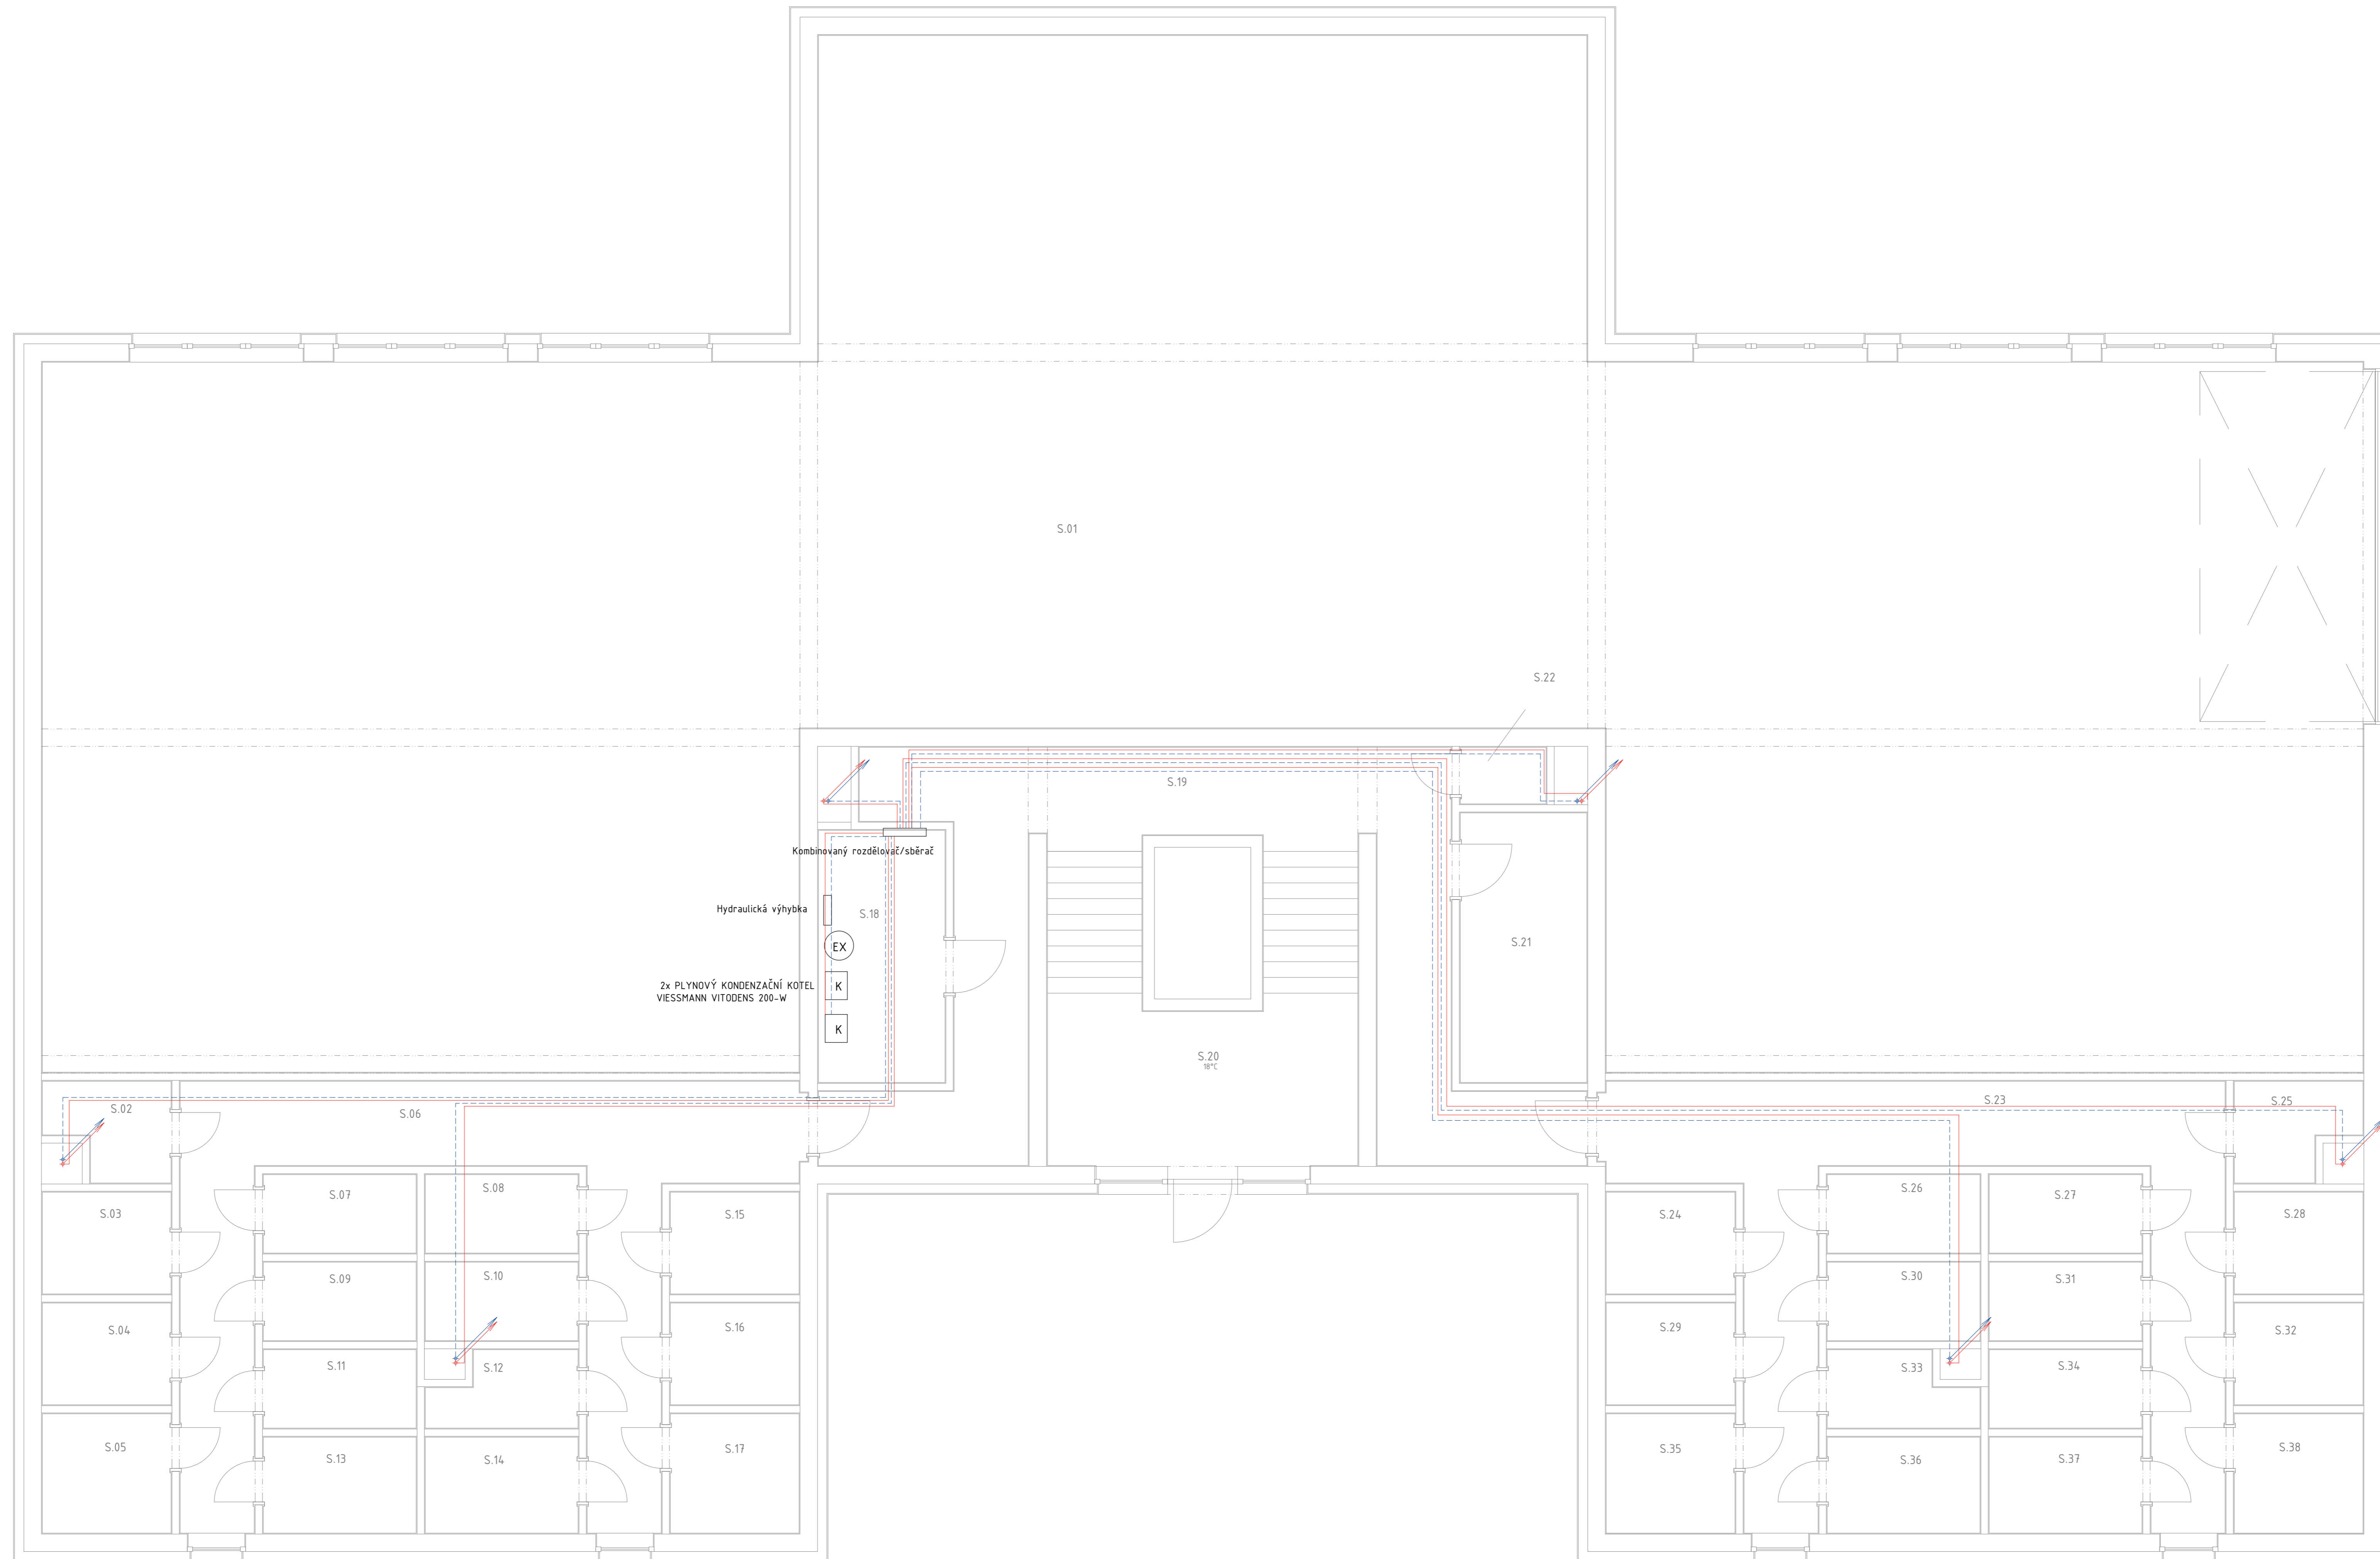 S.01
S.22
S.19
Kombinovaný rozdělovač/sběrač
Hydraulická výhybka
S.18
EX
S.21
2x PLYNOVÝ KONDENZAČNÍ KOTEL
VIESSMANN VITODENS 200-W
K
K
S.20
18°C
S.02
S.06
S.23
S.25
S.07
S.08
S.26
S.27
S.03
S.15
S.24
S.28
S.09
S.10
S.30
S.31
S.04
S.16
S.29
S.32
S.11
S.12
S.33
S.34
S.05
S.17
S.35
S.38
S.13
S.14
S.36
S.37